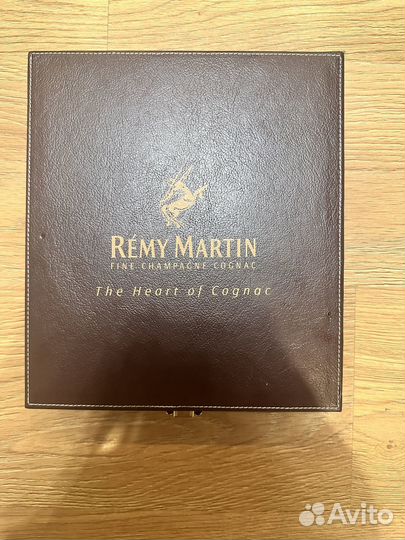 RÉMY MARTIN
FINE CHAMPAGNE COGNAC
The Heart of Cognac
Avito